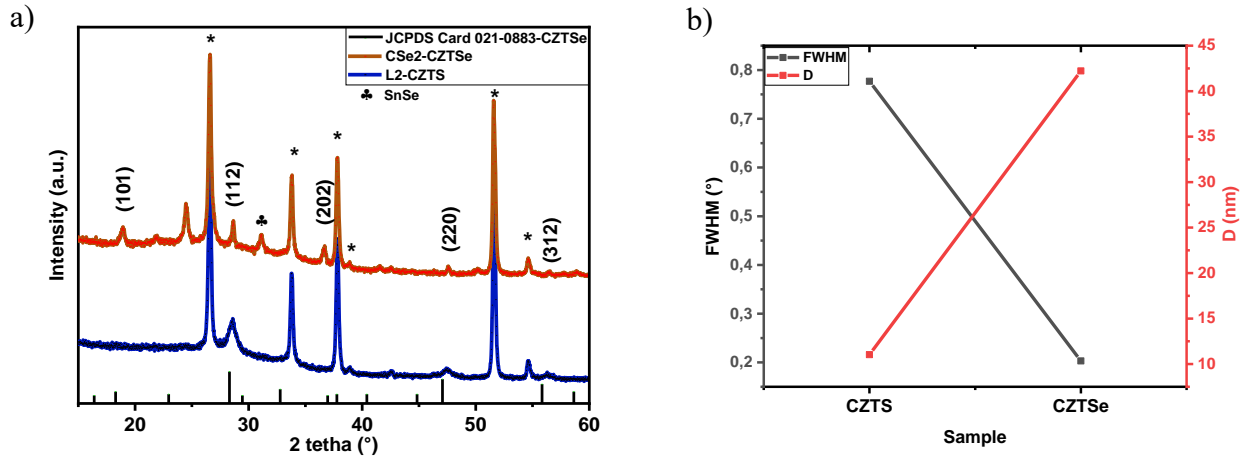 a)
JCPDS Card 021-0883-CZTSe
CSe2-CZTSe
L2-CZTS
♣ SnSe
*
*
*
*
*
*
(101)
(112)
♣
(202)
(220)
(312)
Intensity (a.u.)
20 30 40 50 60
2 tetha (°)
b)
FWHM
D
0,8
0,7
0,6
0,5
0,4
0,3
0,2
FWHM (°)
45
40
35
30
25
20
15
10
D (nm)
CZTS CZTSe
Sample